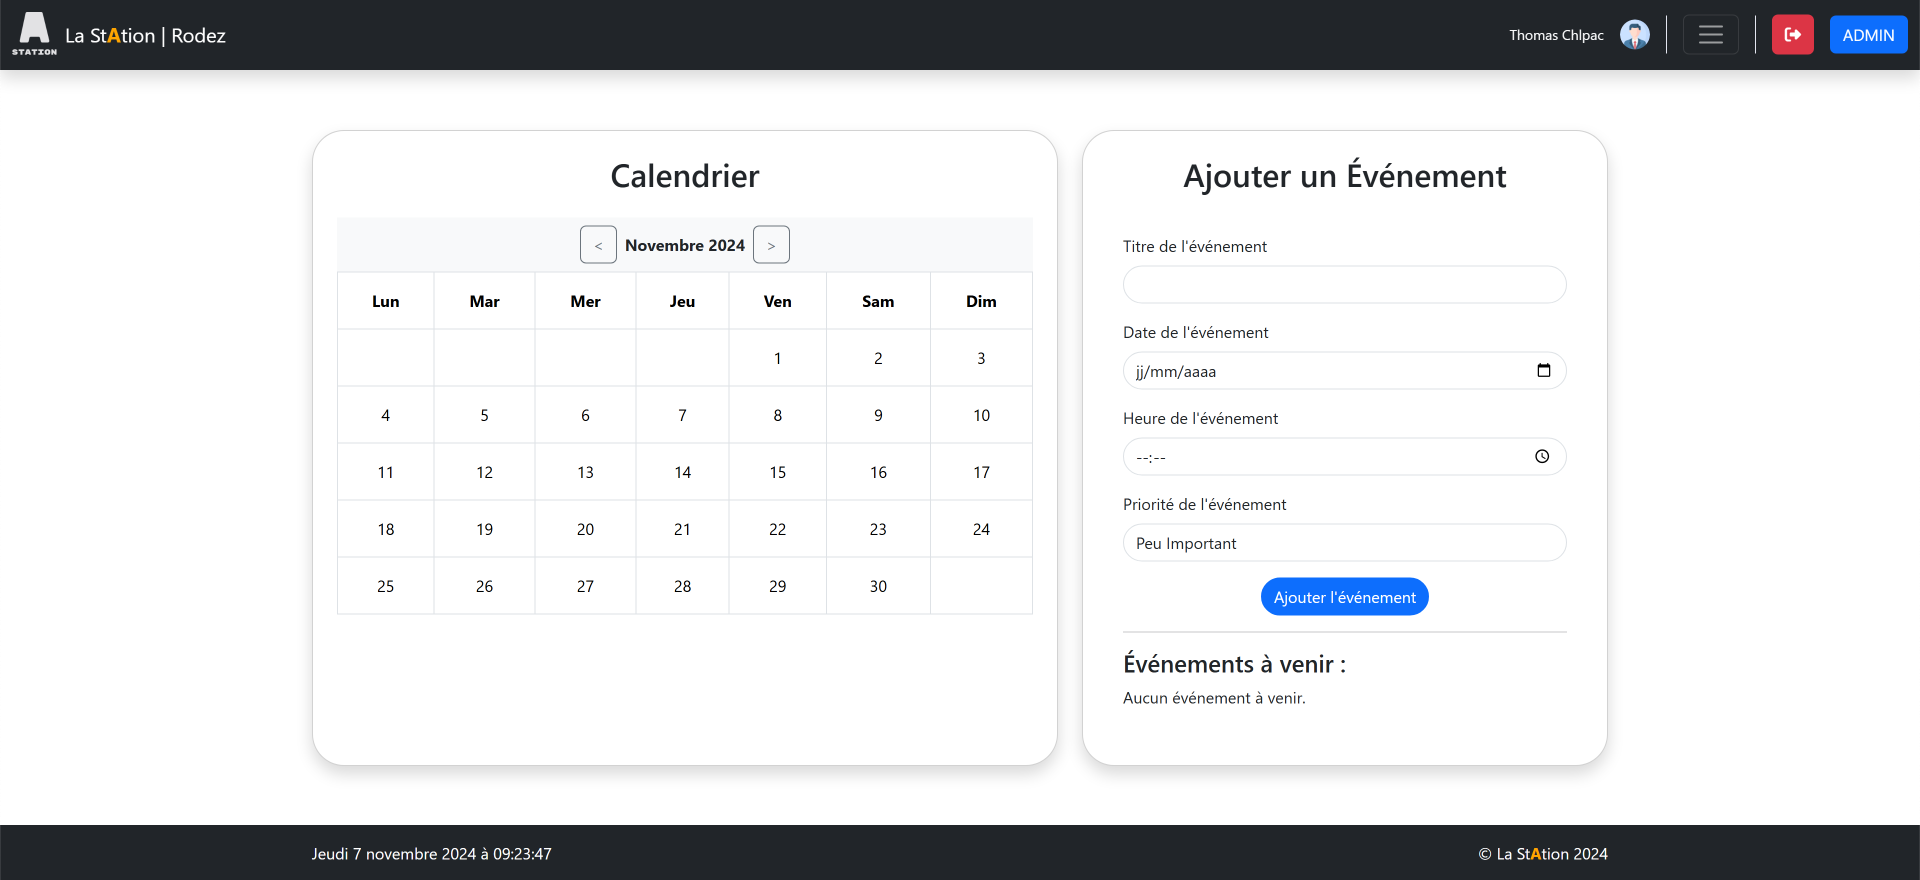 STATION
La StAtion | Rodez
Thomas Chlpac
ADMIN
Calendrier
< Novembre 2024 >
Lun Mar Mer Jeu Ven Sam Dim
1 2 3
4 5 6 7 8 9 10
11 12 13 14 15 16 17
18 19 20 21 22 23 24
25 26 27 28 29 30
Ajouter un Événement
Titre de l'événement
Date de l'événement
jj/mm/aaaa
Heure de l'événement
--:--
Priorité de l'événement
Peu Important
Ajouter l'événement
Événements à venir :
Aucun événement à venir.
Jeudi 7 novembre 2024 à 09:23:47
© La StAtion 2024